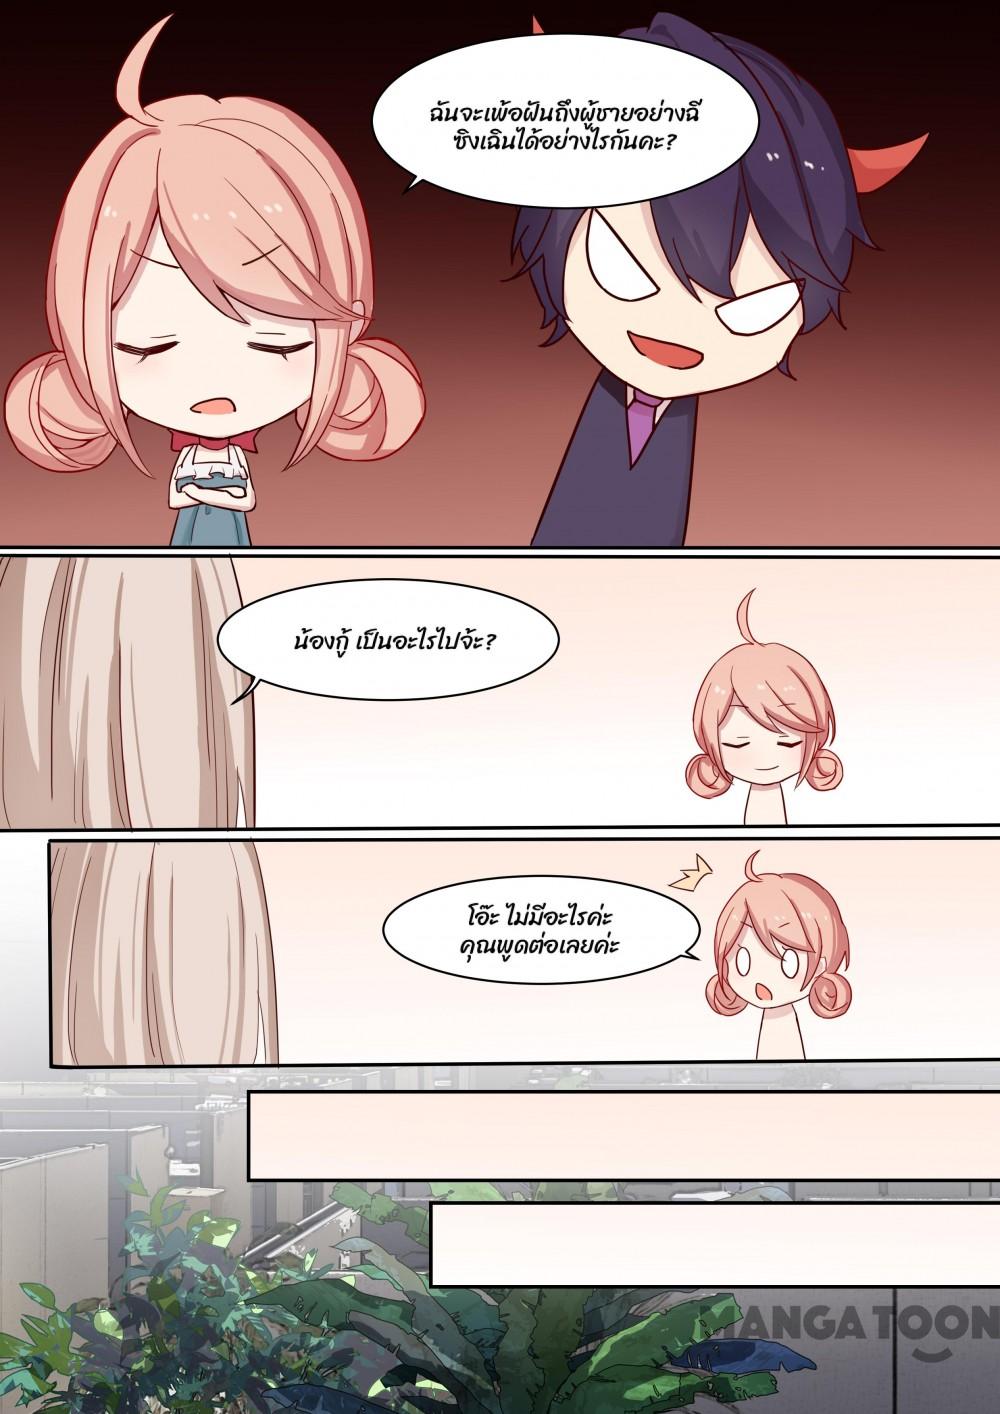 ฉันจะเพ้อฝันถึงผู้ชายอย่างฉี
ซิงเฉินได้อย่างไรกันคะ?
น้องกู้ เป็นอะไรไปจ้ะ?
โอ๊ะ ไม่มีอะไรค่ะ
คุณพูดต่อเลยค่ะ
MANGATOON